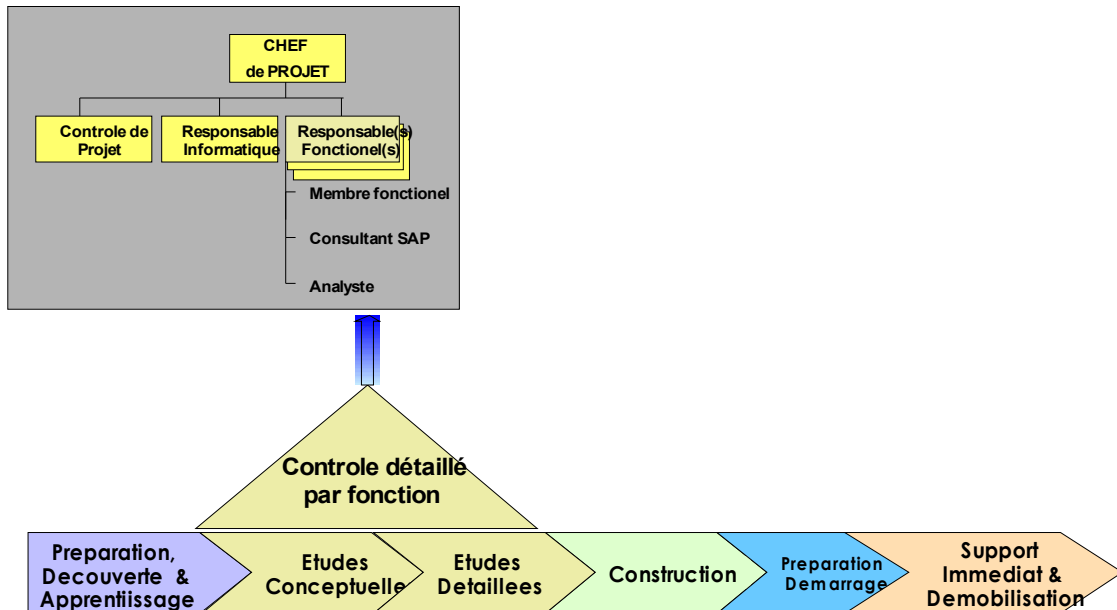 CHEF
de PROJET
Controle de
Projet
Responsable
Informatique
Responsable(s)
Fonctionel(s)
Membre fonctionel
Consultant SAP
Analyste
Controle détaillé
par fonction
Preparation,
Decouverte &
Apprentiissage
Etudes
Conceptuelle
Etudes
Detaillees
Construction
Preparation
Demarrage
Support
Immediat &
Demobilisation